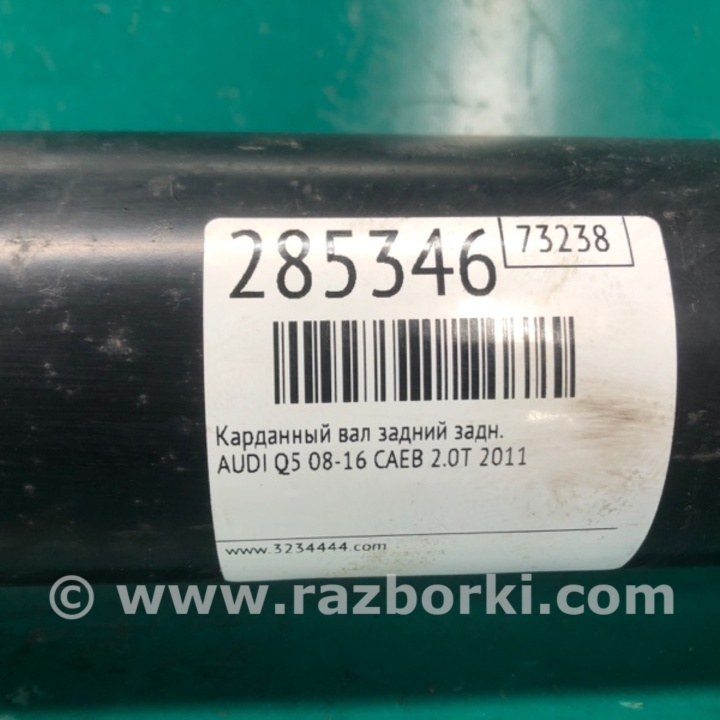 285346
73238
Карданный вал задний задн.
AUDI Q5 08-16 CAEB 2.0T 2011
www.3234444.com
© www.razborki.com